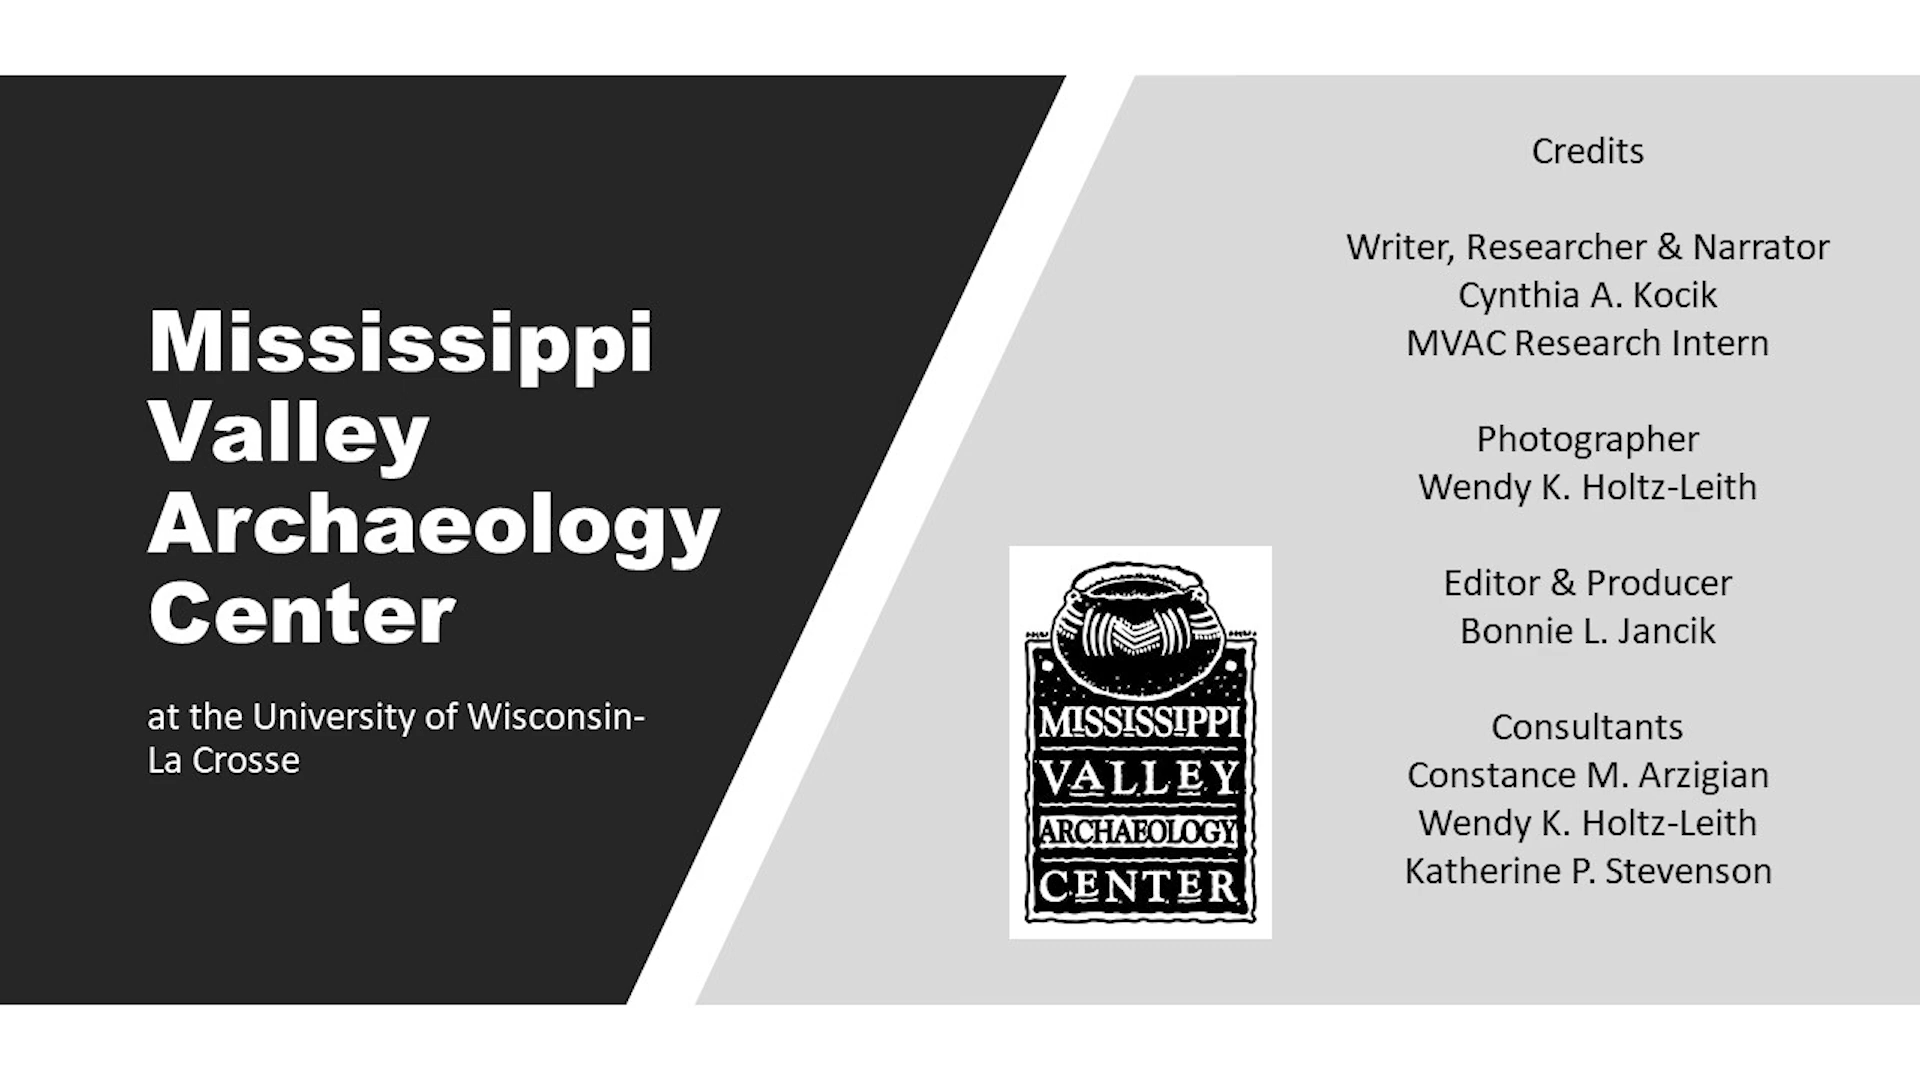 Mississippi
Valley
Archaeology
Center
at the University of Wisconsin-
La Crosse
MISSISSIPPI
VALLEY
ARCHAEOLOGY
CENTER
Credits
Writer, Researcher & Narrator
Cynthia A. Kocik
MVAC Research Intern
Photographer
Wendy K. Holtz-Leith
Editor & Producer
Bonnie L. Jancik
Consultants
Constance M. Arzigian
Wendy K. Holtz-Leith
Katherine P. Stevenson